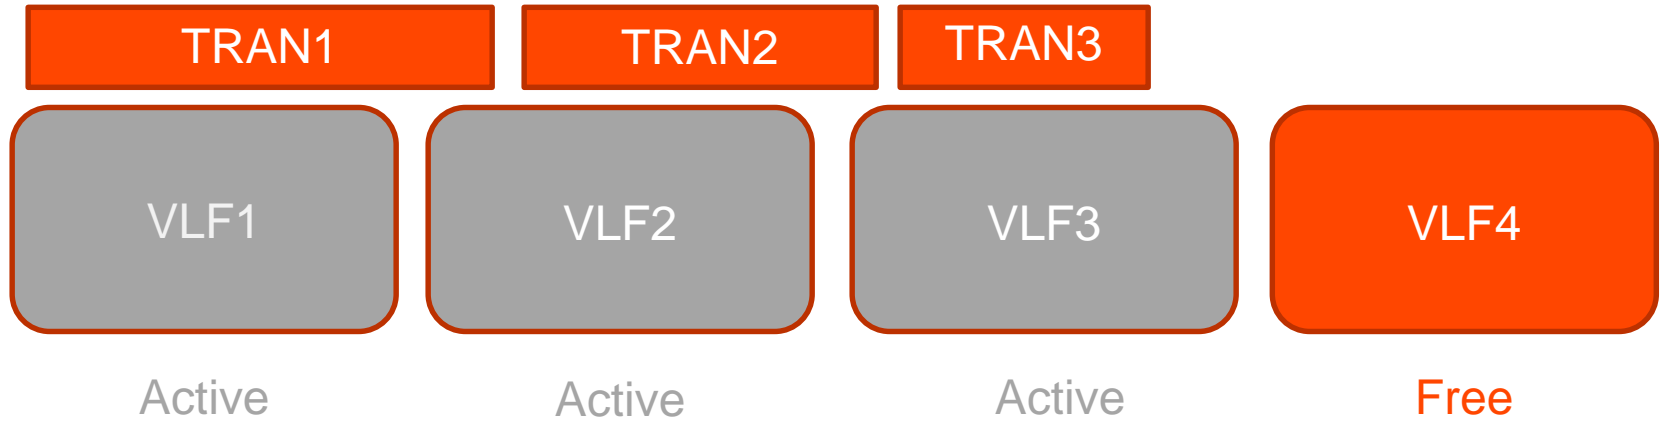 TRAN1 TRAN2 TRAN3
VLF1 VLF2 VLF3 VLF4
Active Active Active Free